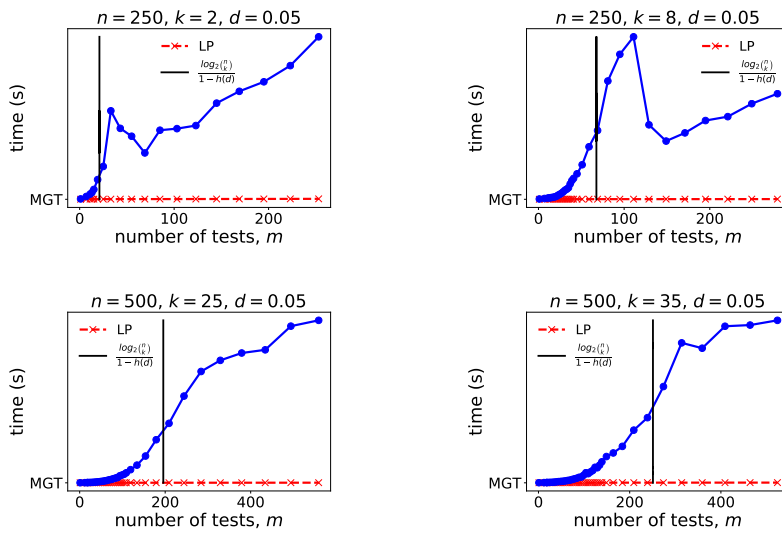 n = 250, k = 2, d = 0.05
time (s)
MGT
LP
log₂(n k) / 1 − h(d)
0 100 200
number of tests, m
n = 250, k = 8, d = 0.05
time (s)
LP
log₂(n k) / 1 − h(d)
MGT
0 100 200
number of tests, m
n = 500, k = 25, d = 0.05
time (s)
LP
log₂(n k) / 1 − h(d)
MGT
0 200 400
number of tests, m
n = 500, k = 35, d = 0.05
time (s)
LP
log₂(n k) / 1 − h(d)
MGT
0 200 400
number of tests, m